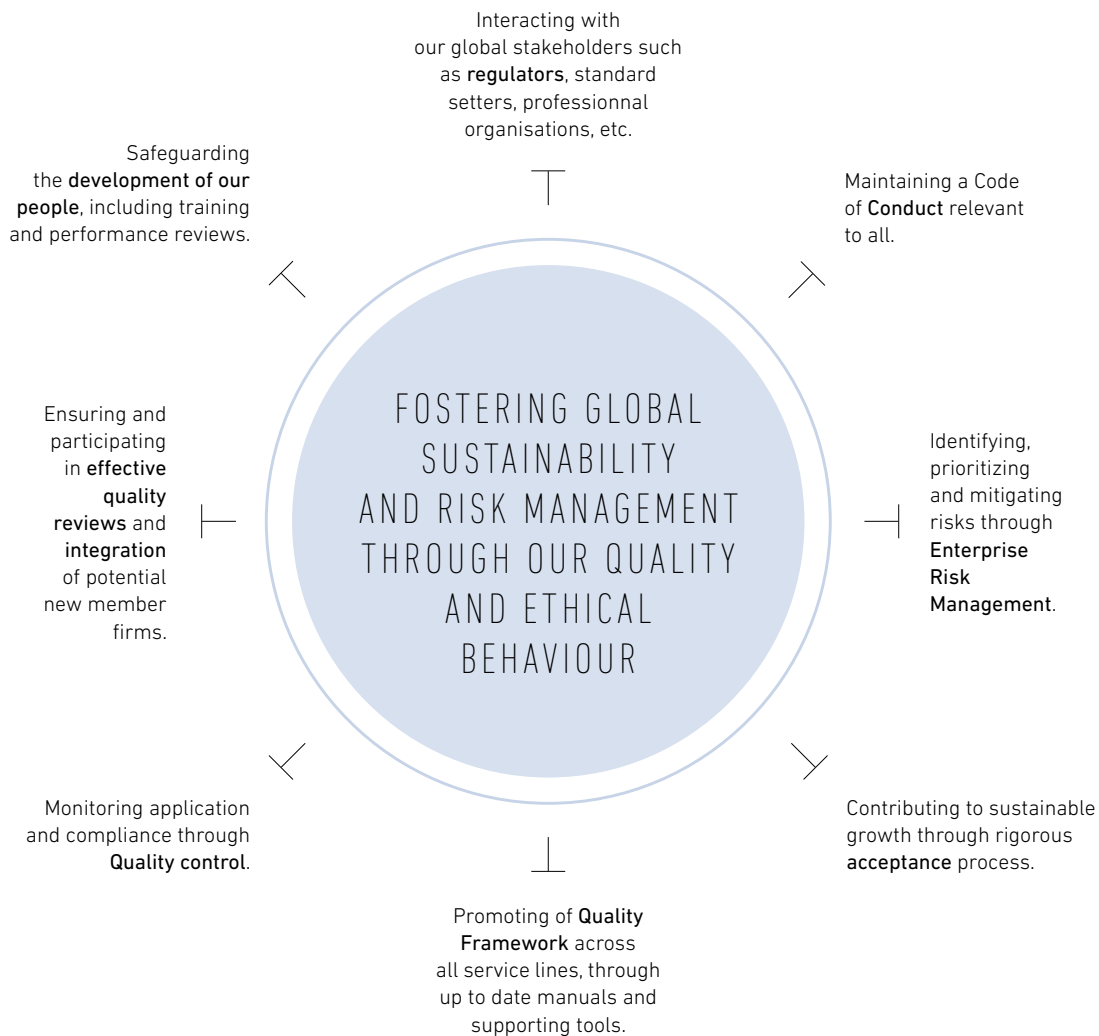 Interacting with
our global stakeholders such
as regulators, standard
setters, professionnal
organisations, etc.
Safeguarding
the development of our
people, including training
and performance reviews.
Maintaining a Code
of Conduct relevant
to all.
FOSTERING GLOBAL
SUSTAINABILITY
AND RISK MANAGEMENT
THROUGH OUR QUALITY
AND ETHICAL
BEHAVIOUR
Ensuring and
participating
in effective
quality
reviews and
integration
of potential
new member
firms.
Identifying,
prioritizing
and mitigating
risks through
Enterprise
Risk
Management.
Monitoring application
and compliance through
Quality control.
Contributing to sustainable
growth through rigorous
acceptance process.
Promoting of Quality
Framework across
all service lines, through
up to date manuals and
supporting tools.